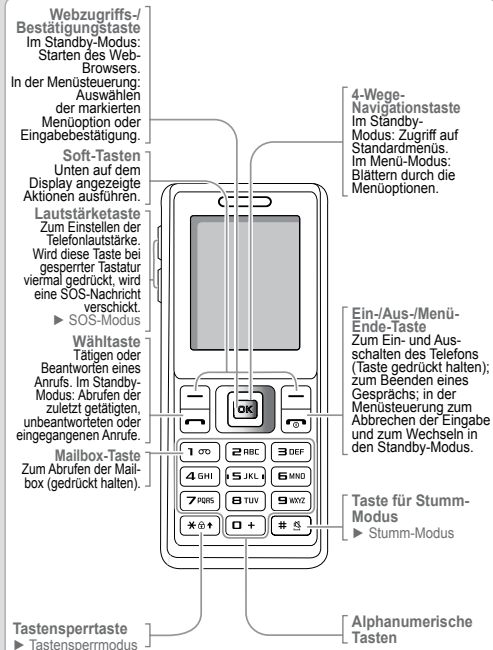 Webzugriffs-/
Bestätigungstaste
Im Standby-Modus:
Starten des Web-
Browsers.
In der Menüsteuerung:
Auswählen
der markierten
Menüoption oder
Eingabebestätigung.
Soft-Tasten
Unten auf dem
Display angezeigte
Aktionen ausführen.
Lautstärketaste
Zum Einstellen der
Telefonlautstärke.
Wird diese Taste bei
gesperrter Tastatur
viermal gedrückt, wird
eine SOS-Nachricht
verschickt.
► SOS-Modus
Wähltaste
Tätigen oder
Beantworten eines
Anrufs. Im Standby-
Modus: Abrufen der
zuletzt getätigten,
unbeantworteten oder
eingegangenen Anrufe.
Mailbox-Taste
Zum Abrufen der Mail-
box (gedrückt halten).
Tastensperrtaste
► Tastensperrmodus
4-Wege-
Navigationstaste
Im Standby-
Modus: Zugriff auf
Standardmenüs.
Im Menü-Modus:
Blättern durch die
Menüoptionen.
Ein-/Aus-/Menü-
Ende-Taste
Zum Ein- und Aus-
schalten des Telefons
(Taste gedrückt halten);
zum Beenden eines
Gesprächs; in der
Menüsteuerung zum
Abbrechen der Eingabe
und zum Wechseln in
den Standby-Modus.
Taste für Stumm-
Modus
► Stumm-Modus
Alphanumerische
Tasten
OK
1 2 ABC 3 DEF
4 GHI 5 JKL 6 MNO
7 PQRS 8 TUV 9 WXYZ
* 0 + #